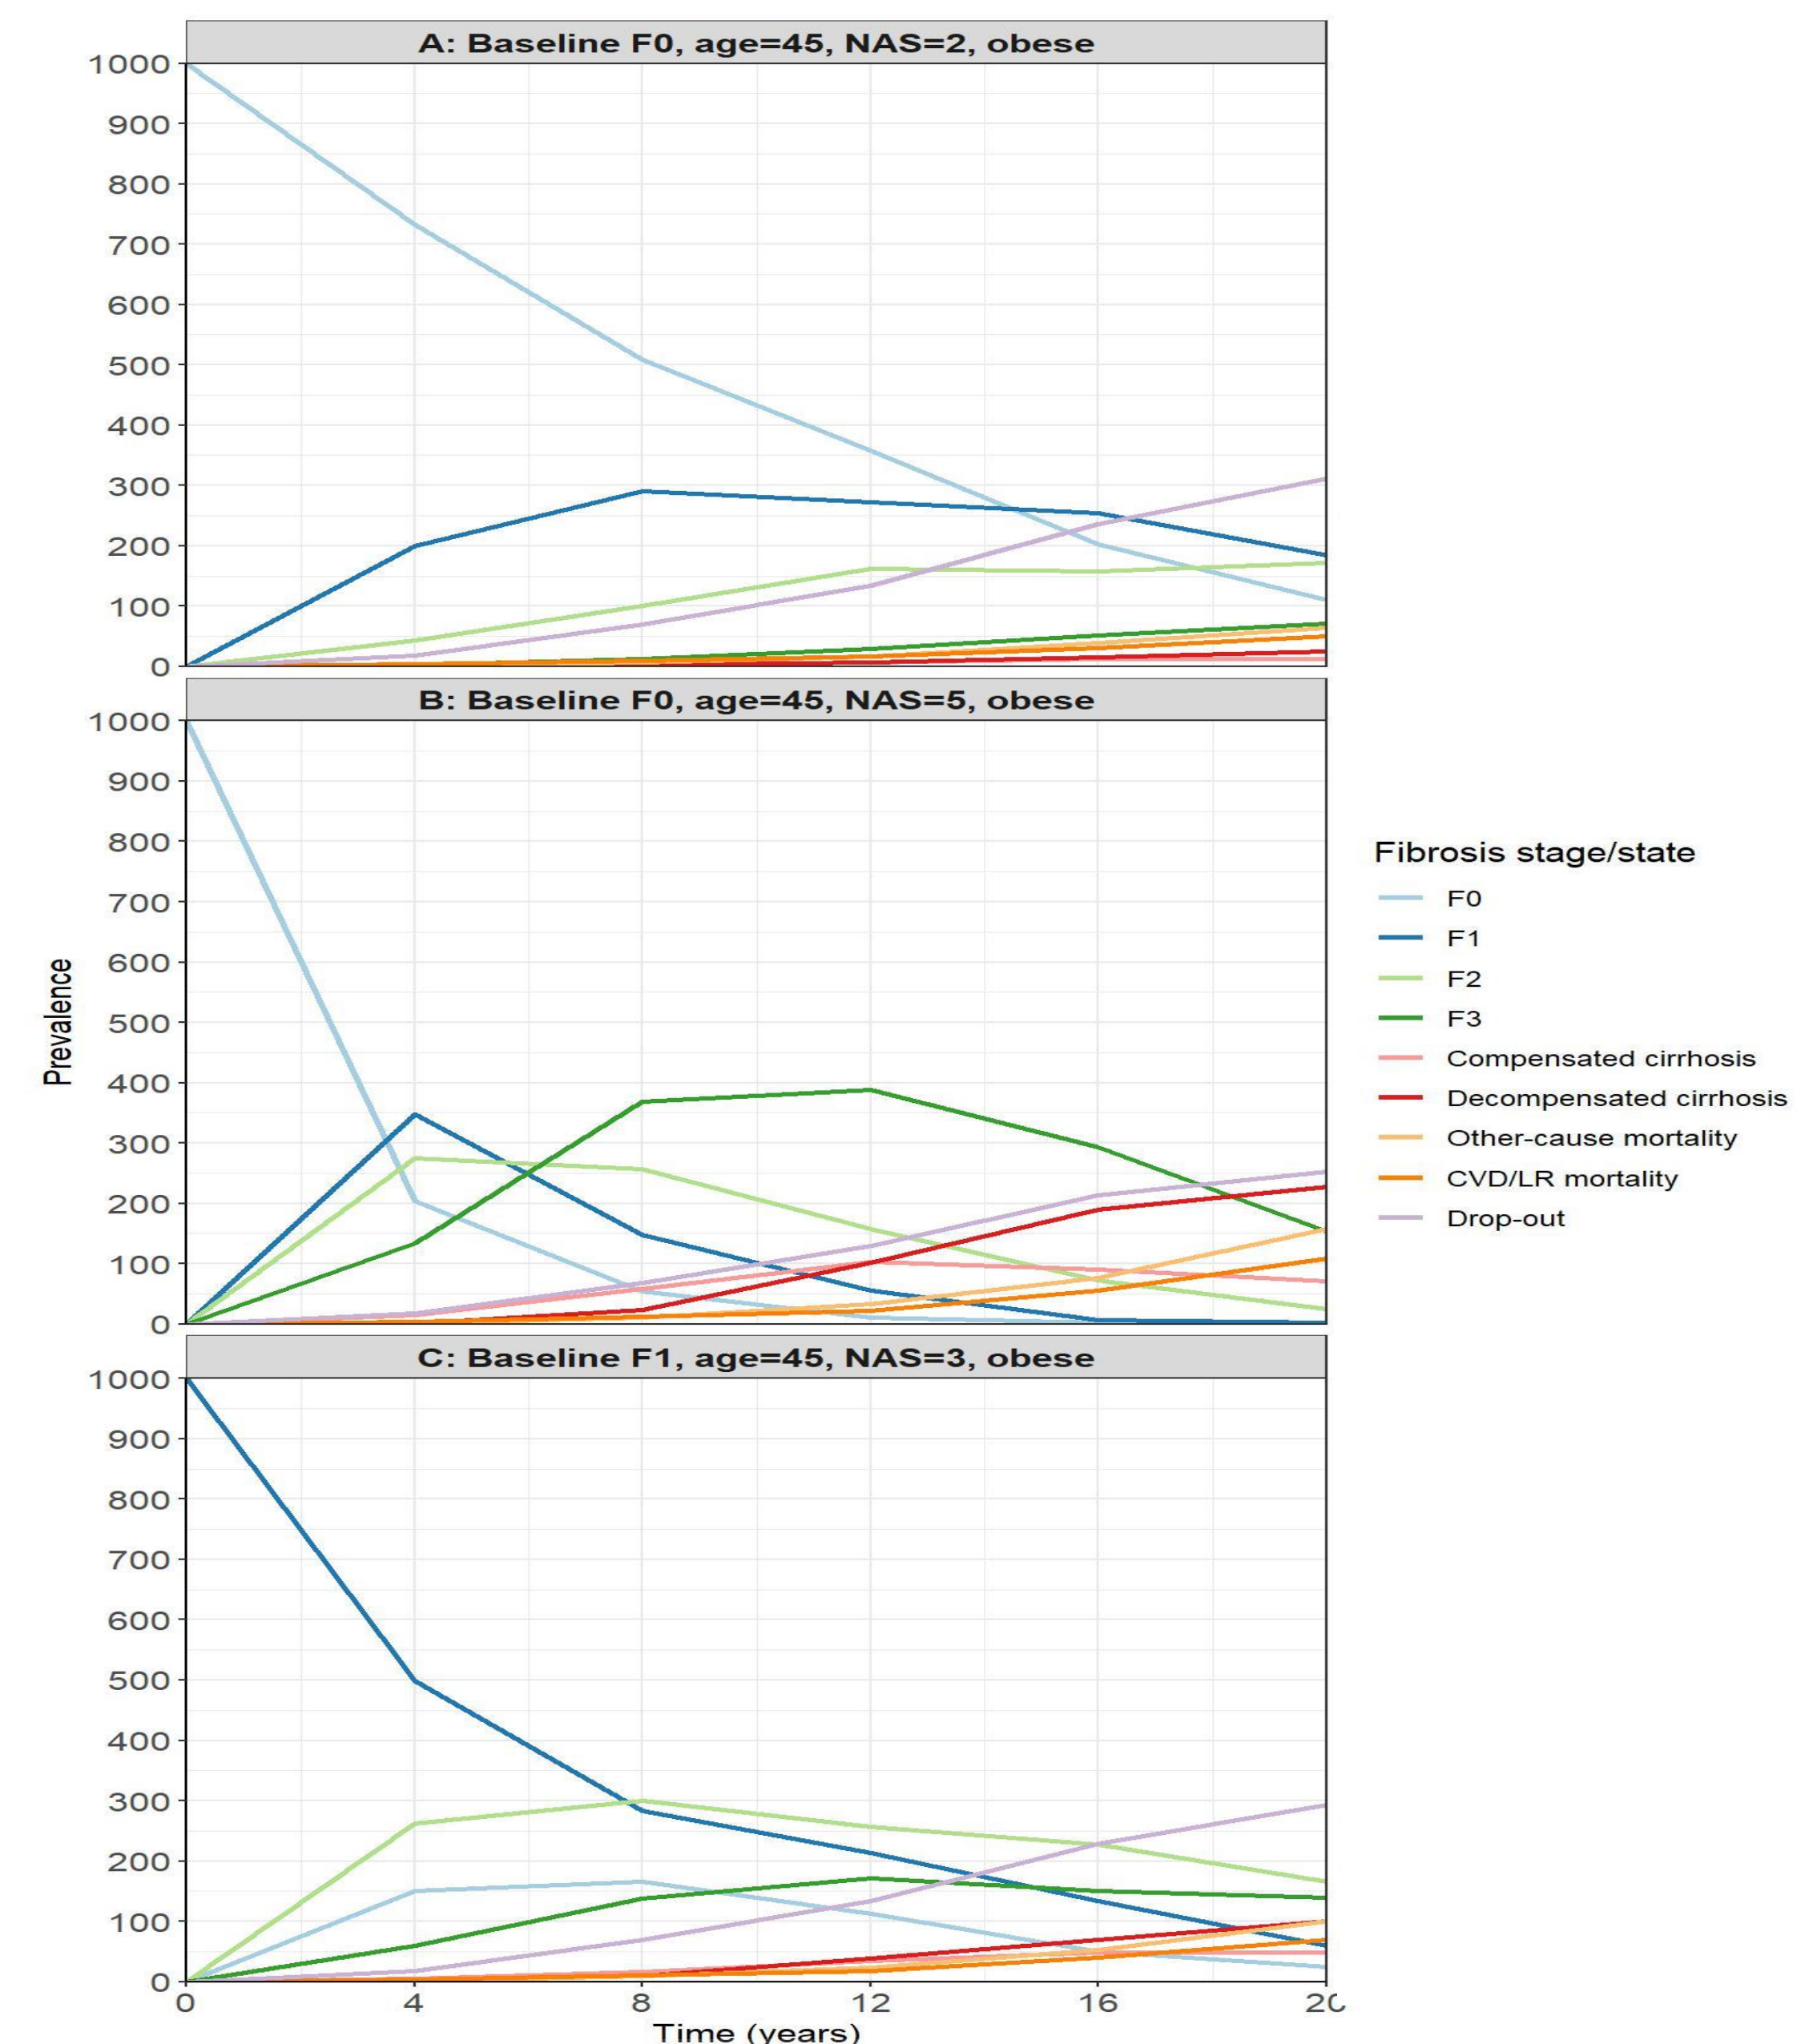 A: Baseline F0, age=45, NAS=2, obese
1000
900
800
700
600
500
400
300
200
100
0
B: Baseline F0, age=45, NAS=5, obese
1000
900
800
700
600
500
400
300
200
100
0
C: Baseline F1, age=45, NAS=3, obese
1000
900
800
700
600
500
400
300
200
100
0
0 4 8 12 16 20
Time (years)
Prevalence
Fibrosis stage/state
F0
F1
F2
F3
Compensated cirrhosis
Decompensated cirrhosis
Other-cause mortality
CVD/LR mortality
Drop-out